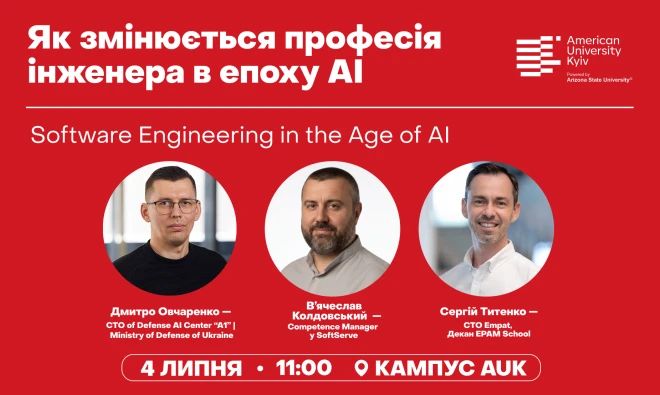 Як змінюється професія
інженера в епоху AI
American
University
Kyiv
Powered by
Arizona State University®
Software Engineering in the Age of AI
Дмитро Овчаренко —
CTO of Defense AI Center "A1" |
Ministry of Defense of Ukraine
В'ячеслав
Колдовський —
Competence Manager
у SoftServe
Сергій Титенко —
CTO Empat,
Декан EPAM School
4 ЛИПНЯ • 11:00 КАМПУС AUK